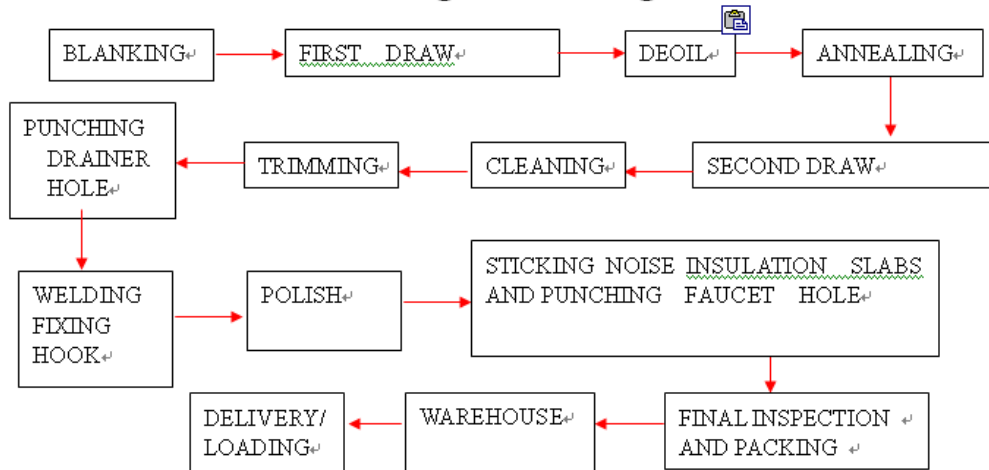 BLANKING
FIRST DRAW
DEOIL
ANNEALING
SECOND DRAW
CLEANING
TRIMMING
PUNCHING
DRAINER
HOLE
WELDING
FIXING
HOOK
POLISH
STICKING NOISE INSULATION SLABS
AND PUNCHING FAUCET HOLE
FINAL INSPECTION
AND PACKING
WAREHOUSE
DELIVERY/
LOADING